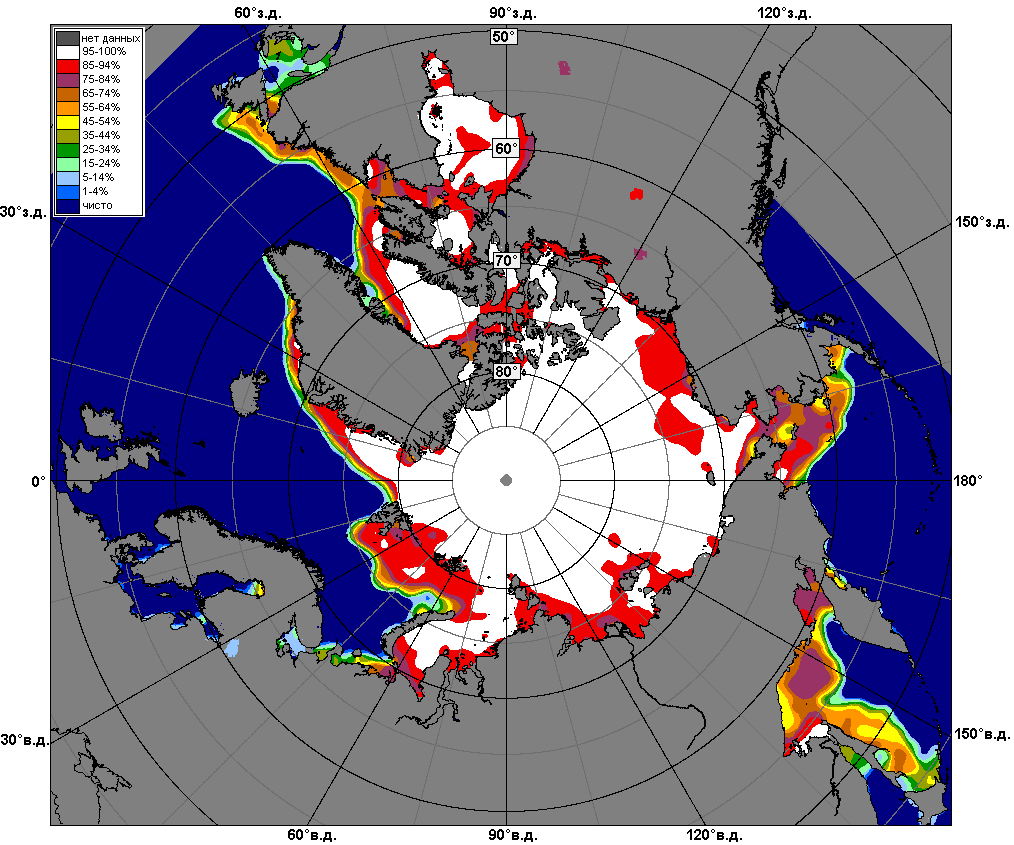 60°з.д.
90°з.д.
120°з.д.
50°
нет данных
95-100%
85-94%
75-84%
65-74%
55-64%
45-54%
35-44%
25-34%
15-24%
5-14%
1-4%
чисто
60°
30°з.д.
150°з.д.
70°
80°
0°
180°
30°в.д.
150°в.д.
60°в.д.
90°в.д.
120°в.д.